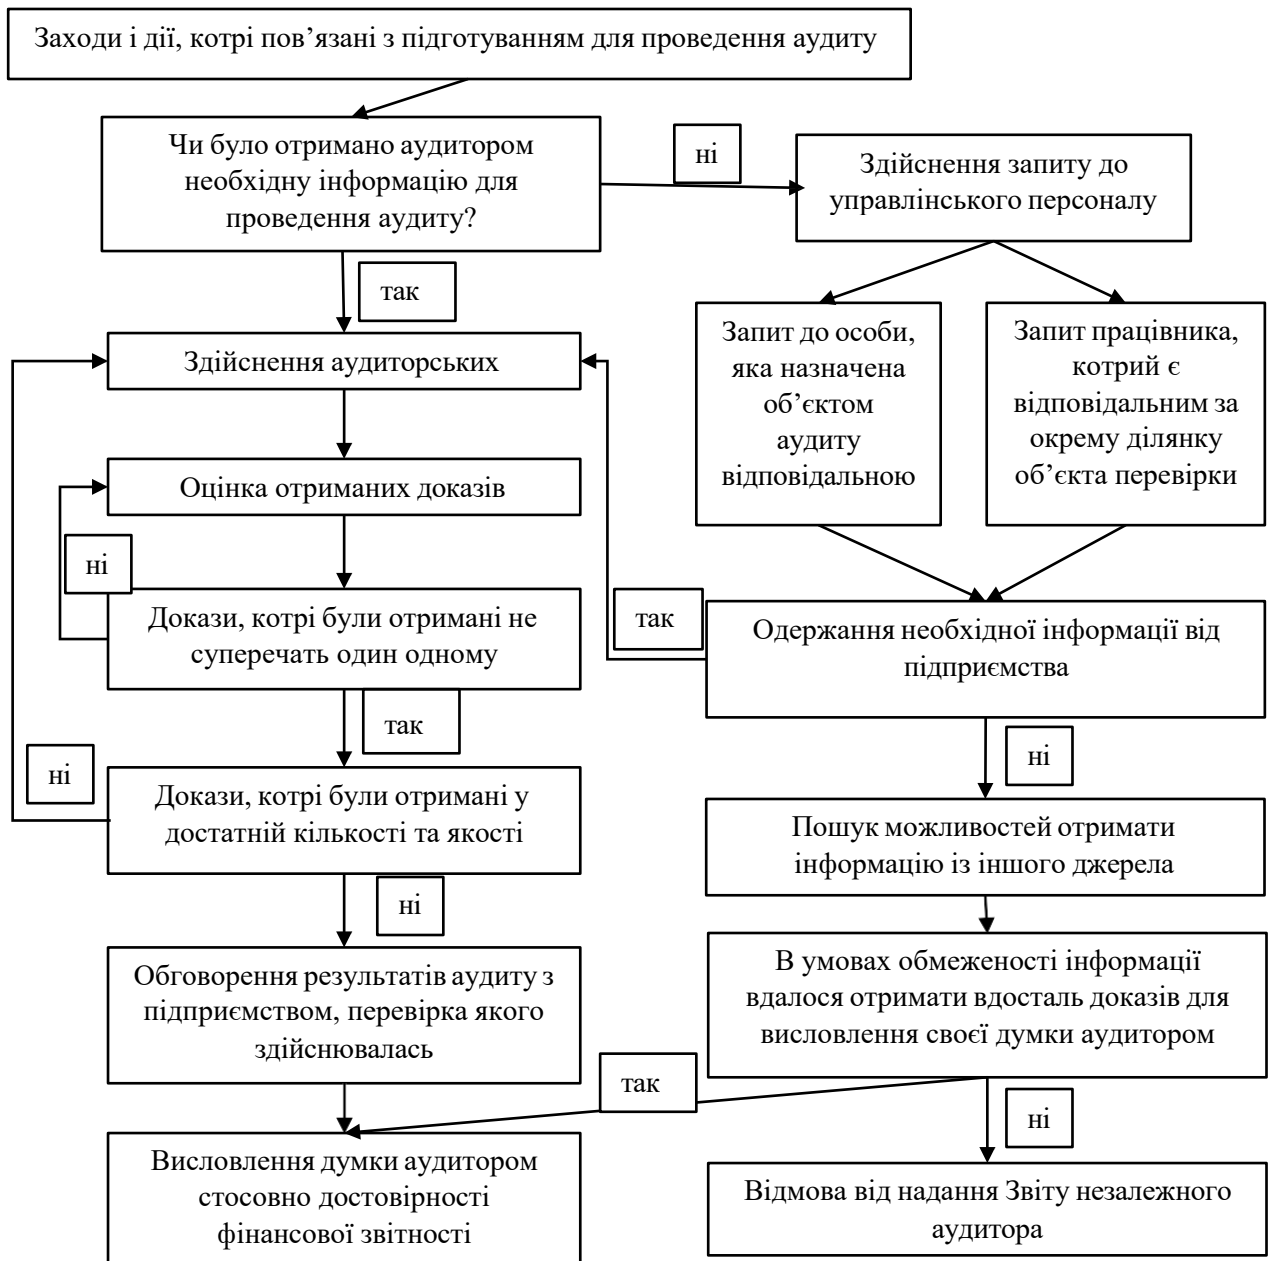 Заходи і дії, котрі пов’язані з підготуванням для проведення аудиту
Чи було отримано аудитором
необхідну інформацію для
проведення аудиту?
ні
Здійснення запиту до
управлінського персоналу
так
Запит до особи,
яка назначена
об’єктом
аудиту
відповідальною
Запит працівника,
котрий є
відповідальним за
окрему ділянку
об’єкта перевірки
Здійснення аудиторських
Оцінка отриманих доказів
ні
Докази, котрі були отримані не
суперечать один одному
так
Одержання необхідної інформації від
підприємства
так
ні
ні
Докази, котрі були отримані у
достатній кількості та якості
Пошук можливостей отримати
інформацію із іншого джерела
ні
Обговорення результатів аудиту з
підприємством, перевірка якого
здійснювалась
В умовах обмеженості інформації
вдалося отримати вдосталь доказів для
висловлення своєї думки аудитором
так
ні
Висловлення думки аудитором
стосовно достовірності
фінансової звітності
Відмова від надання Звіту незалежного
аудитора